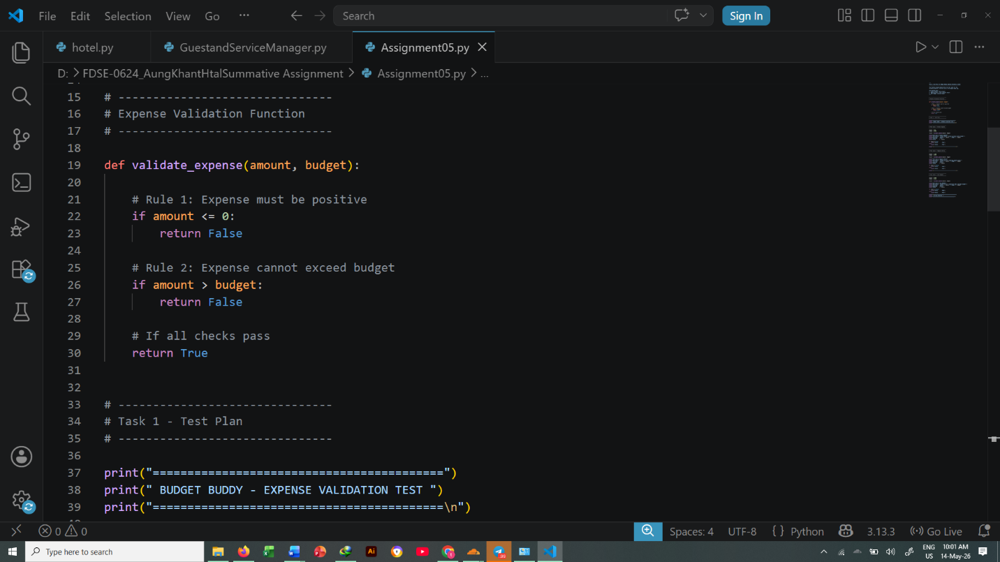 File Edit Selection View Go ··· Search Sign In
hotel.py GuestandServiceManager.py Assignment05.py
D: > FDSE-0624_AungKhantHtalSummative Assignment > Assignment05.py > ...
15 # -------------------------------
16 # Expense Validation Function
17 # -------------------------------
18
19 def validate_expense(amount, budget):
20
21     # Rule 1: Expense must be positive
22     if amount <= 0:
23         return False
24
25     # Rule 2: Expense cannot exceed budget
26     if amount > budget:
27         return False
28
29     # If all checks pass
30     return True
31
32
33 # -------------------------------
34 # Task 1 - Test Plan
35 # -------------------------------
36
37 print("==========================================")
38 print(" BUDGET BUDDY - EXPENSE VALIDATION TEST ")
39 print("==========================================\n")
0 0 Spaces: 4 UTF-8 { } Python 3.13.3 Go Live
Type here to search ENG US 10:01 AM 14-May-26